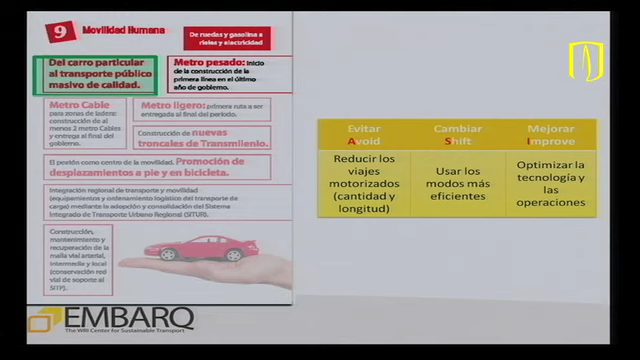 9 Movilidad Humana
De ruedas y gasolina a
rieles y electricidad
Del carro particular
al transporte público
masivo de calidad.
Metro pesado: inicio
de la construcción de la
primera línea en el último
año de gobierno.
Metro Cable
para zonas de ladera:
construcción de al
menos 2 metro Cables
y entrega al final del
gobierno.
Metro ligero: primera ruta a ser
entregada al final del periodo.
Construcción de nuevas
troncales de Transmilenio.
El peatón como centro de la movilidad. Promoción de
desplazamientos a pie y en bicicleta.
Integración regional de transporte y movilidad
(equipamientos y ordenamiento logístico del transporte de
carga) mediante la adopción y consolidación del Sistema
Integrado de Transporte Urbano Regional (SITUR).
Construcción,
mantenimiento y
recuperación de la
malla vial arterial,
intermedia y local
(conservación red
vial de soporte al
SITP).
Evitar
Avoid
Cambiar
Shift
Mejorar
Improve
Reducir los
viajes
motorizados
(cantidad y
longitud)
Usar los
modos más
eficientes
Optimizar la
tecnología y
las
operaciones
EMBARQ
The WRI Center for Sustainable Transport